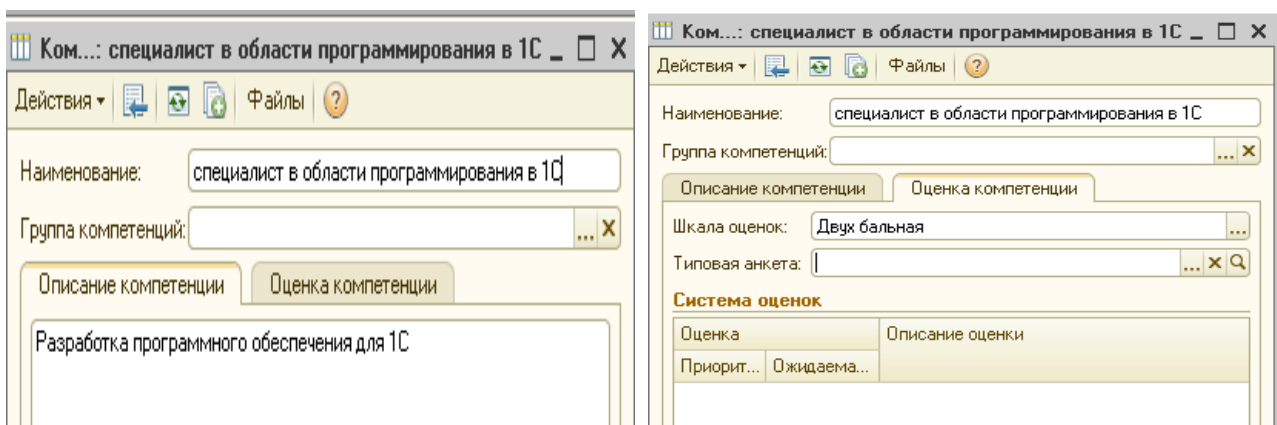 Ком...: специалист в области программирования в 1С
Действия Файлы ?
Наименование: специалист в области программирования в 1С
Группа компетенций: ...
Описание компетенции Оценка компетенции
Разработка программного обеспечения для 1С
Ком...: специалист в области программирования в 1С
Действия Файлы ?
Наименование: специалист в области программирования в 1С
Группа компетенций: ...
Описание компетенции Оценка компетенции
Шкала оценок: Двух бальная ...
Типовая анкета: ...
Система оценок
Оценка Описание оценки
Приорит... Ожидаема...